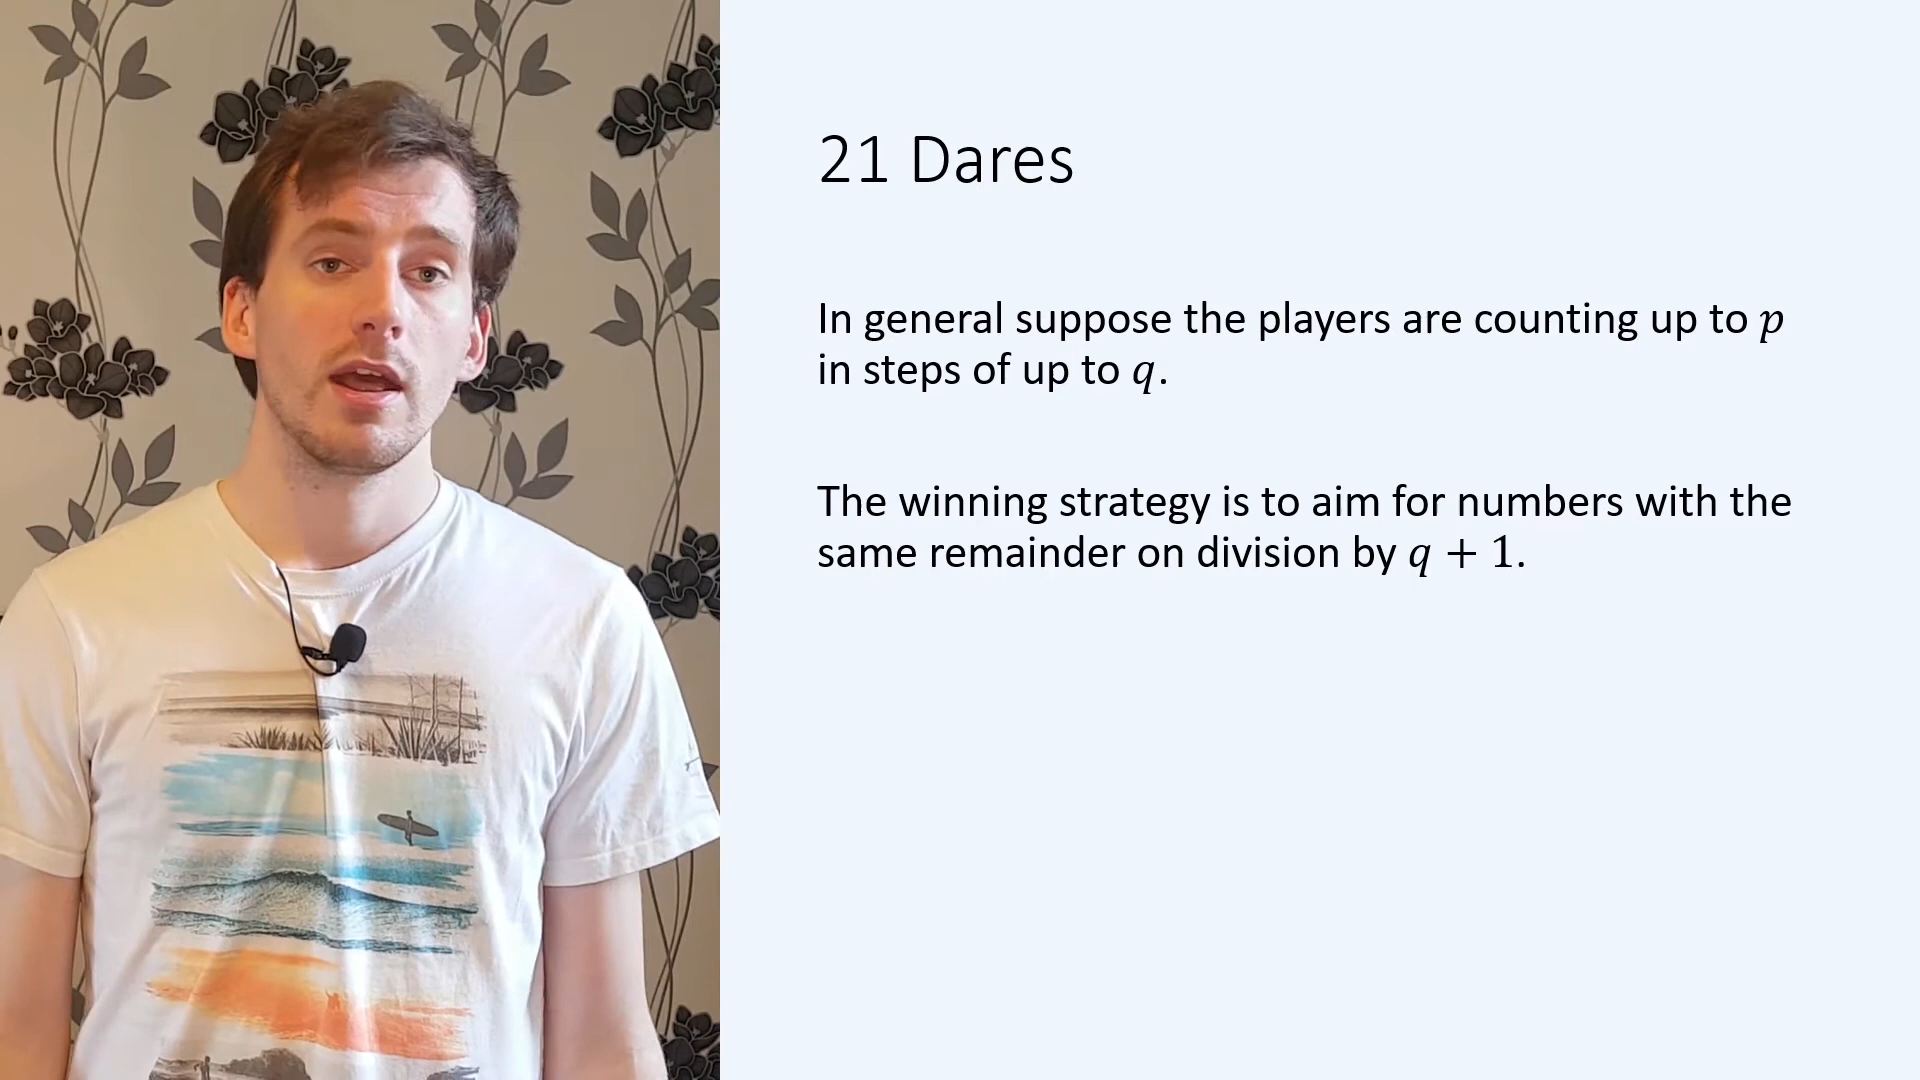 21 Dares
In general suppose the players are counting up to p
in steps of up to q.
The winning strategy is to aim for numbers with the
same remainder on division by q + 1.